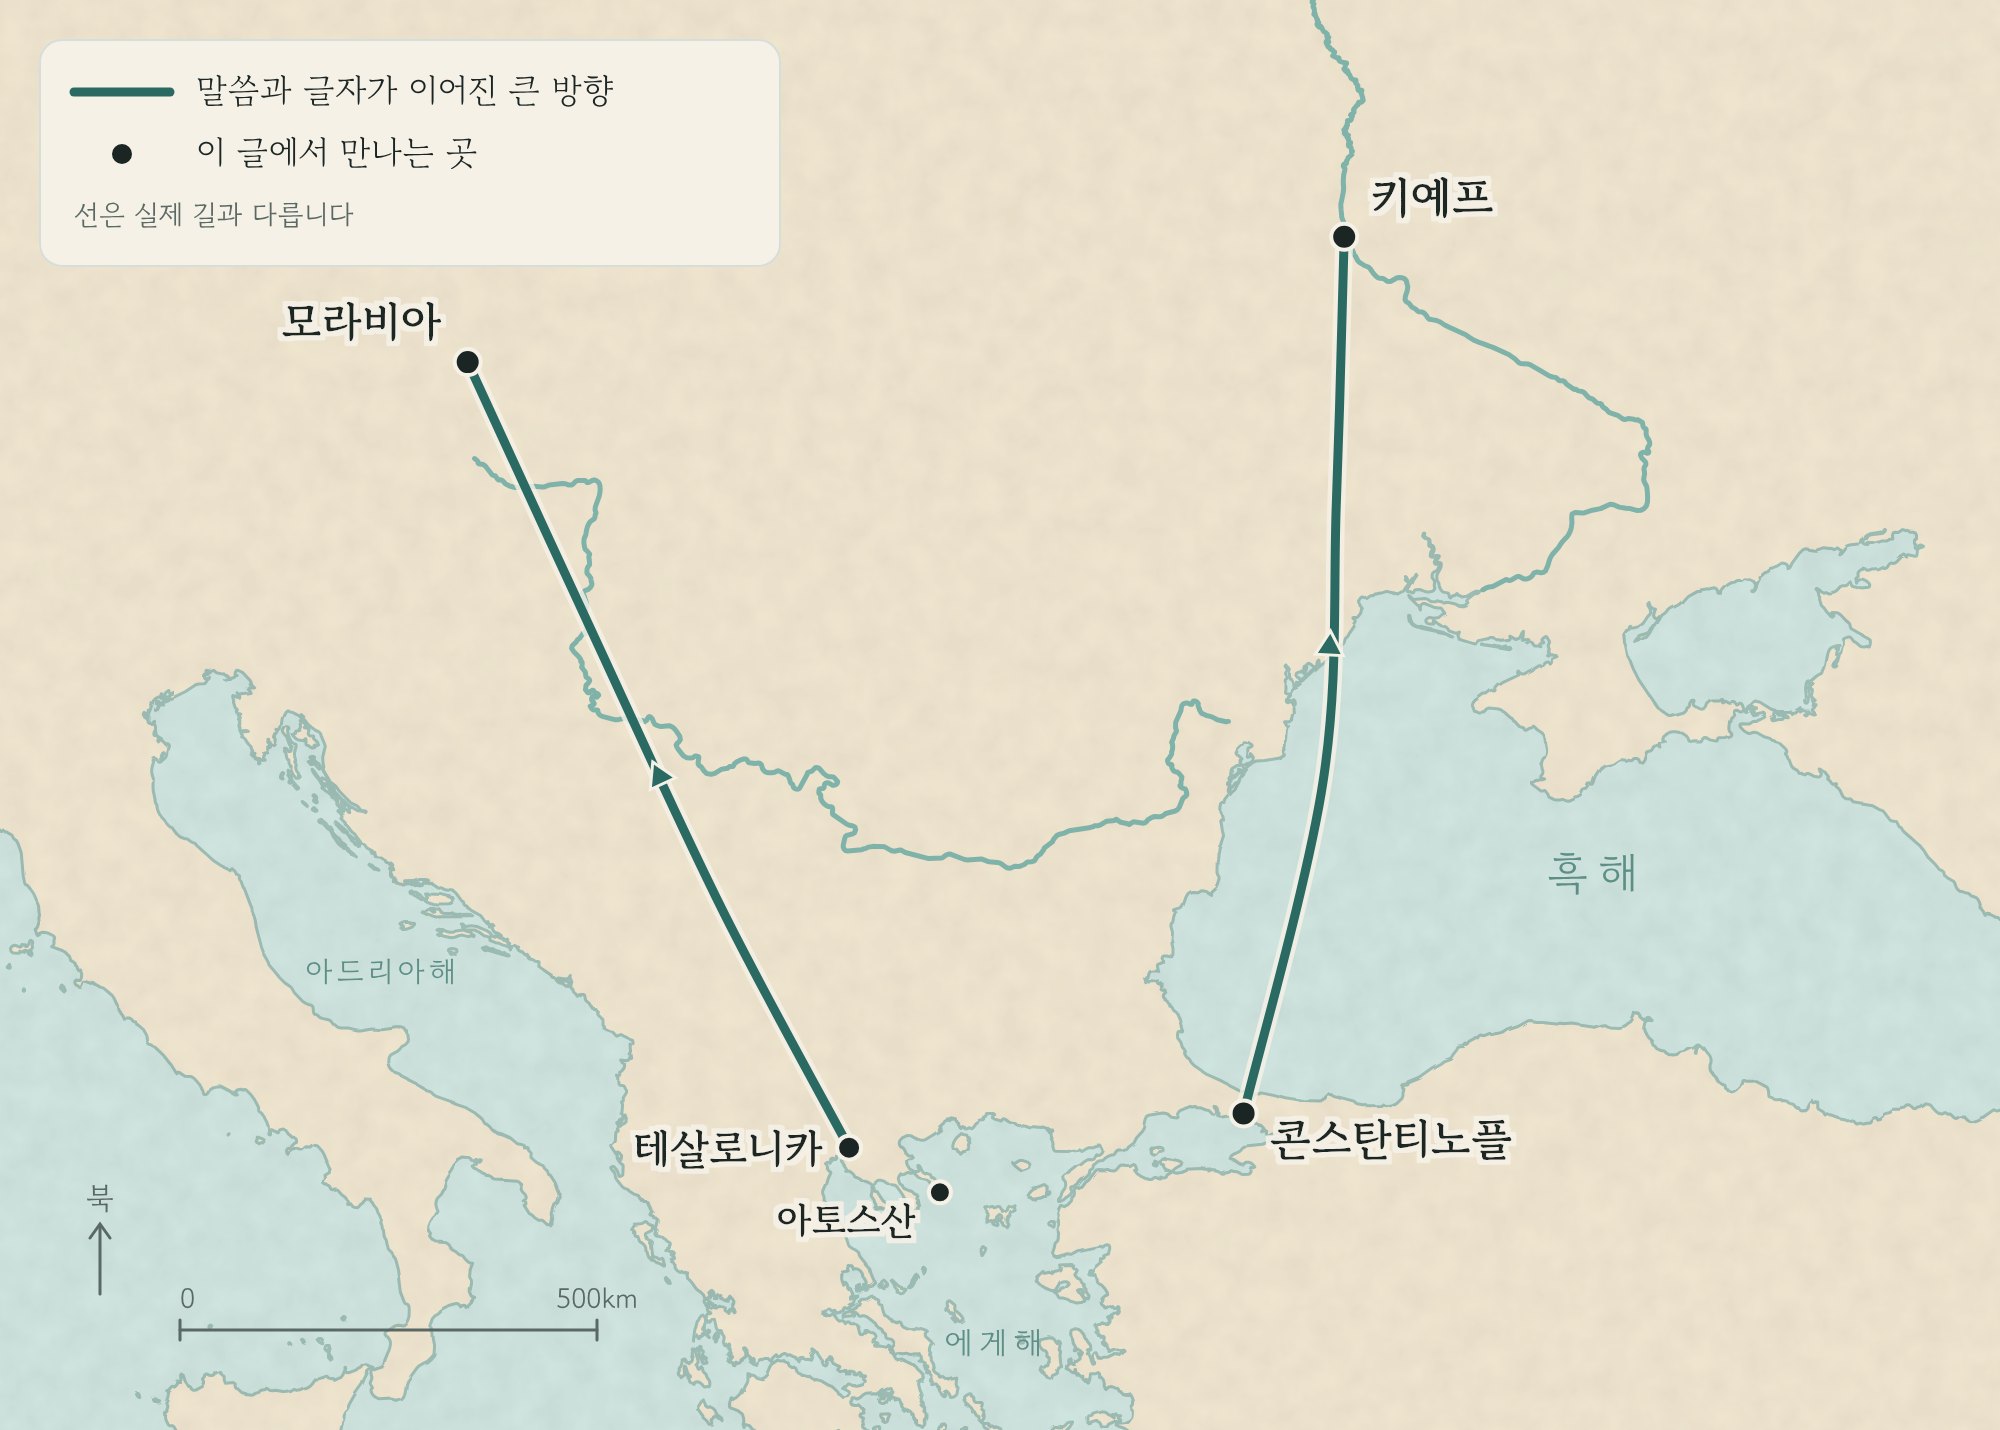 말씀과 글자가 이어진 큰 방향
이 글에서 만나는 곳
선은 실제 길과 다릅니다
키예프
모라비아
흑해
아드리아해
테살로니카
콘스탄티노플
아토스산
북
0
500km
에게해